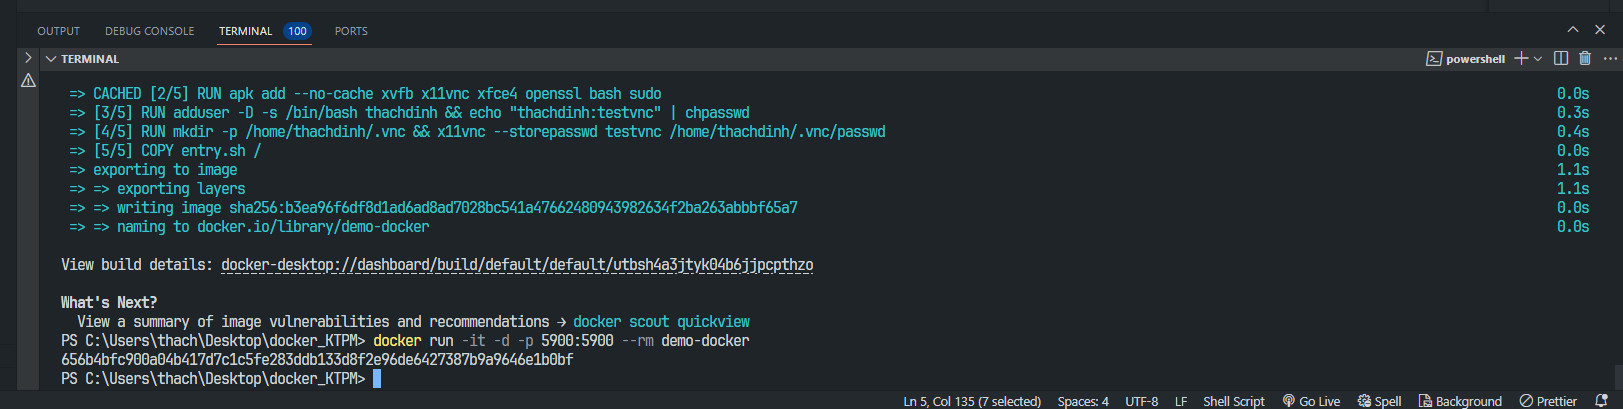 OUTPUT DEBUG CONSOLE TERMINAL 100 PORTS
TERMINAL powershell
=> CACHED [2/5] RUN apk add --no-cache xvfb x11vnc xfce4 openssl bash sudo 0.0s
=> [3/5] RUN adduser -D -s /bin/bash thachdinh && echo "thachdinh:testvnc" | chpasswd 0.3s
=> [4/5] RUN mkdir -p /home/thachdinh/.vnc && x11vnc --storepasswd testvnc /home/thachdinh/.vnc/passwd 0.4s
=> [5/5] COPY entry.sh / 0.0s
=> exporting to image 1.1s
=> => exporting layers 1.1s
=> => writing image sha256:b3ea96f6df8d1ad6ad8ad7028bc541a47662480943982634f2ba263abbbf65a7 0.0s
=> => naming to docker.io/library/demo-docker 0.0s
View build details: docker-desktop://dashboard/build/default/default/utbsh4a3jtyk04b6jjpcpthzo
What's Next?
View a summary of image vulnerabilities and recommendations → docker scout quickview
PS C:\Users\thach\Desktop\docker_KTPM> docker run -it -d -p 5900:5900 --rm demo-docker
656b4bfc900a04b417d7c1c5fe283ddb133d8f2e96de6427387b9a9646e1b0bf
PS C:\Users\thach\Desktop\docker_KTPM>
Ln 5, Col 135 (7 selected) Spaces: 4 UTF-8 LF Shell Script Go Live Spell Background Prettier